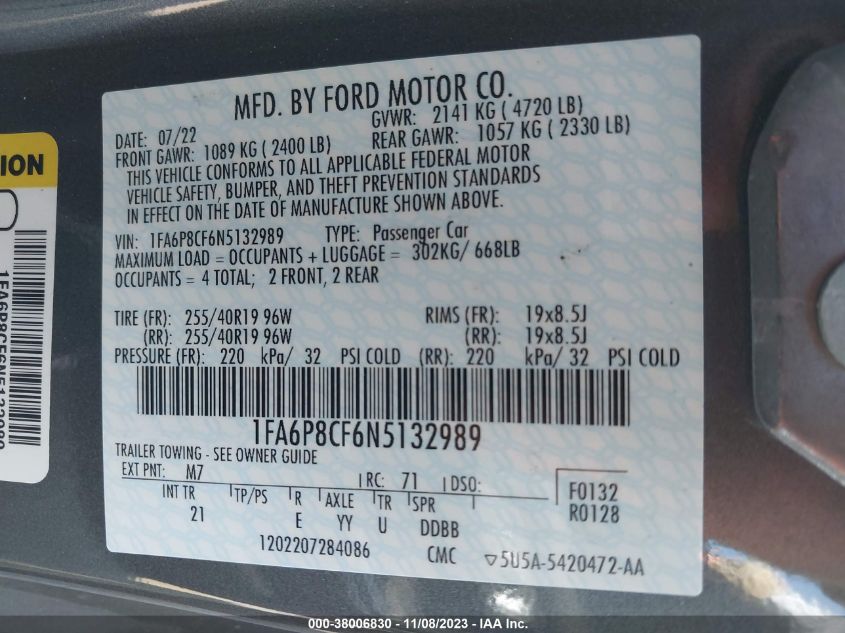 MFD. BY FORD MOTOR CO.
DATE: 07/22 GVWR: 2141 KG ( 4720 LB)
FRONT GAWR: 1089 KG ( 2400 LB) REAR GAWR: 1057 KG ( 2330 LB)
THIS VEHICLE CONFORMS TO ALL APPLICABLE FEDERAL MOTOR
VEHICLE SAFETY, BUMPER, AND THEFT PREVENTION STANDARDS
IN EFFECT ON THE DATE OF MANUFACTURE SHOWN ABOVE.
VIN: 1FA6P8CF6N5132989 TYPE: Passenger Car
MAXIMUM LOAD = OCCUPANTS + LUGGAGE = 302KG/ 668LB
OCCUPANTS = 4 TOTAL; 2 FRONT, 2 REAR
TIRE (FR): 255/40R19 96W RIMS (FR): 19x8.5J
(RR): 255/40R19 96W (RR): 19x8.5J
PRESSURE (FR): 220 kPa/ 32 PSI COLD (RR): 220 kPa/ 32 PSI COLD
1FA6P8CF6N5132989
TRAILER TOWING - SEE OWNER GUIDE
EXT PNT: M7 RC: 71 DSO: F0132
INT TR TP/PS R AXLE TR SPR R0128
21 E YY U DDBB
1202207284086 CMC 5U5A-5420472-AA
ION
1FA6P8CF6N5132989
000-38006830 - 11/08/2023 - IAA Inc.